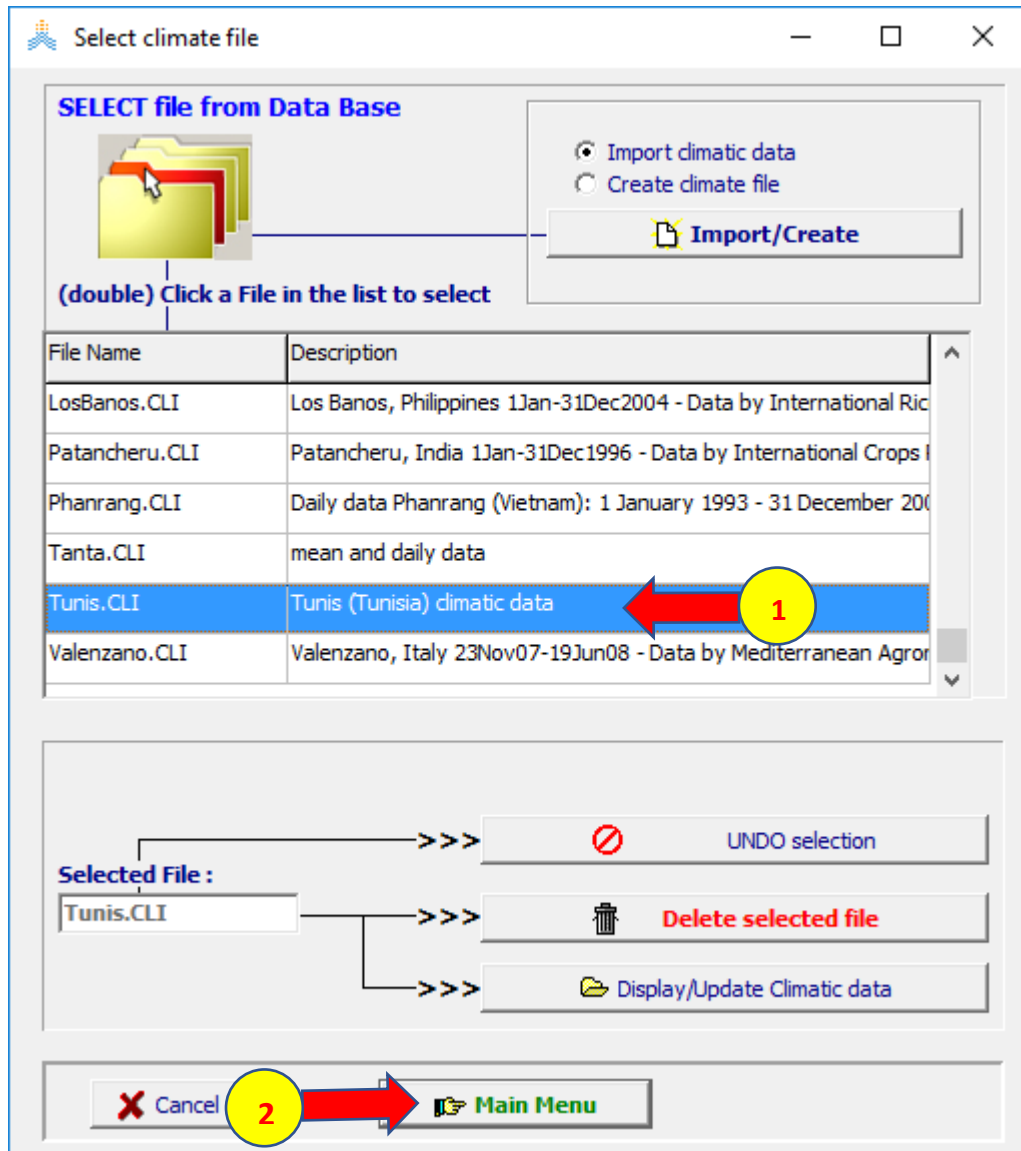 Select climate file
SELECT file from Data Base
Import climatic data
Create climate file
Import/Create
(double) Click a File in the list to select
File Name Description
LosBanos.CLI Los Banos, Philippines 1Jan-31Dec2004 - Data by International Ric
Patancheru.CLI Patancheru, India 1Jan-31Dec1996 - Data by International Crops
Phanrang.CLI Daily data Phanrang (Vietnam): 1 January 1993 - 31 December 200
Tanta.CLI mean and daily data
Tunis.CLI Tunis (Tunisia) climatic data 1
Valenzano.CLI Valenzano, Italy 23Nov07-19Jun08 - Data by Mediterranean Agron
>>> UNDO selection
Selected File :
Tunis.CLI >>> Delete selected file
>>> Display/Update Climatic data
Cancel 2 Main Menu